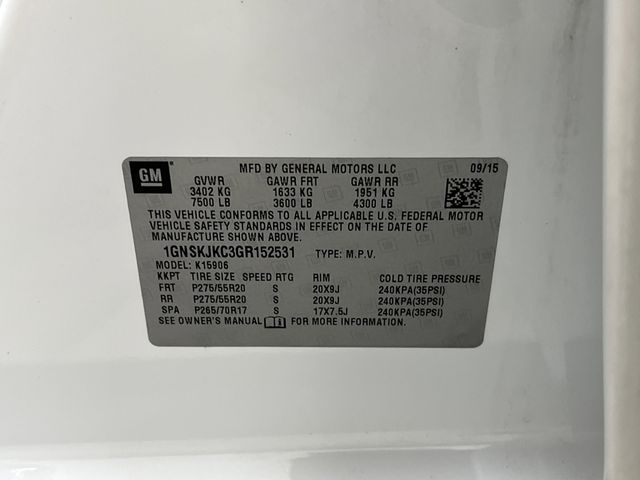 GM
MFD BY GENERAL MOTORS LLC 09/15
GVWR GAWR FRT GAWR RR
3402 KG 1633 KG 1951 KG
7500 LB 3600 LB 4300 LB
THIS VEHICLE CONFORMS TO ALL APPLICABLE U.S. FEDERAL MOTOR
VEHICLE SAFETY STANDARDS IN EFFECT ON THE DATE OF
MANUFACTURE SHOWN ABOVE.
1GNSKJKC3GR152531 TYPE: M.P.V.
MODEL: K15906
KKPT TIRE SIZE SPEED RTG RIM COLD TIRE PRESSURE
FRT P275/55R20 S 20X9J 240KPA(35PSI)
RR P275/55R20 S 20X9J 240KPA(35PSI)
SPA P265/70R17 S 17X7.5J 240KPA(35PSI)
SEE OWNER'S MANUAL FOR MORE INFORMATION.